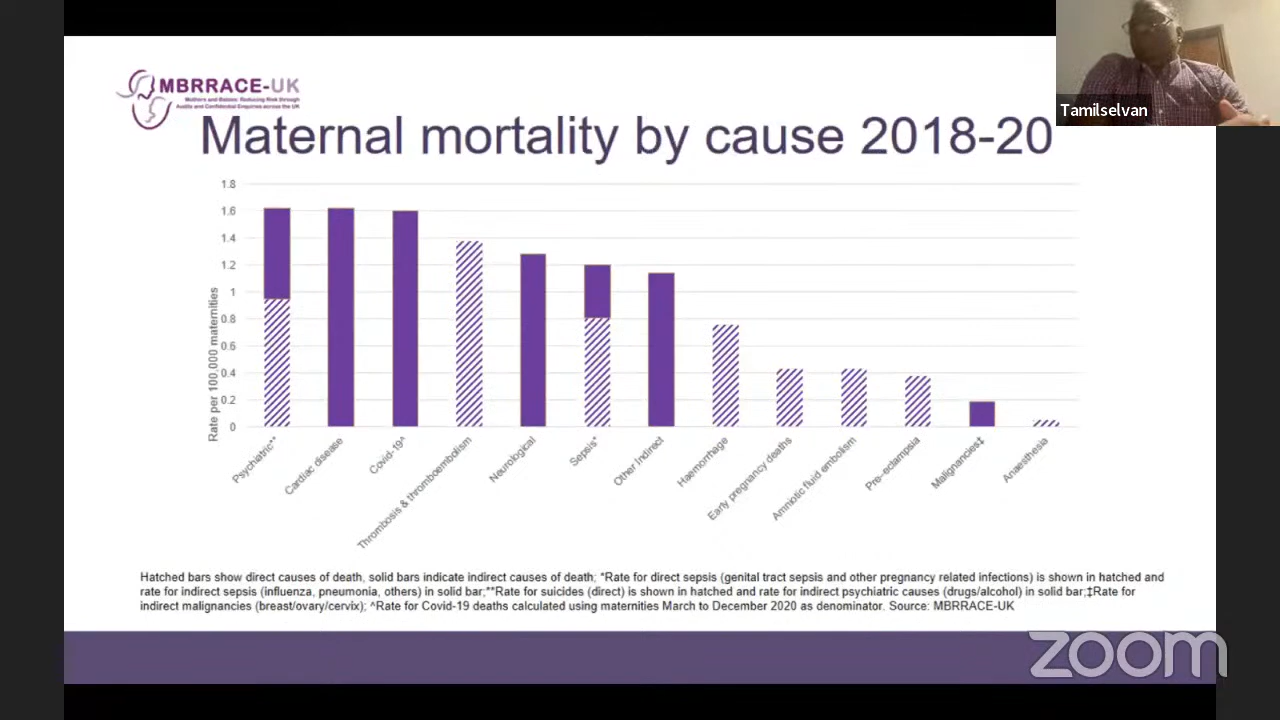 MBRRACE-UK
Mothers and Babies: Reducing Risk through
Audits and Confidential Enquiries across the UK
Tamilselvan
Maternal mortality by cause 2018-20
Rate per 100,000 maternities
1.8
1.6
1.4
1.2
1
0.8
0.6
0.4
0.2
0
Psychiatric**
Cardiac disease
Covid-19^
Thrombosis & thromboembolism
Neurological
Sepsis*
Other Indirect
Haemorrhage
Early pregnancy deaths
Amniotic fluid embolism
Pre-eclampsia
Malignancies‡
Anaesthesia
Hatched bars show direct causes of death, solid bars indicate indirect causes of death; *Rate for direct sepsis (genital tract sepsis and other pregnancy related infections) is shown in hatched and
rate for indirect sepsis (influenza, pneumonia, others) in solid bar;**Rate for suicides (direct) is shown in hatched and rate for indirect psychiatric causes (drugs/alcohol) in solid bar;‡Rate for
indirect malignancies (breast/ovary/cervix); ^Rate for Covid-19 deaths calculated using maternities March to December 2020 as denominator. Source: MBRRACE-UK
zoom